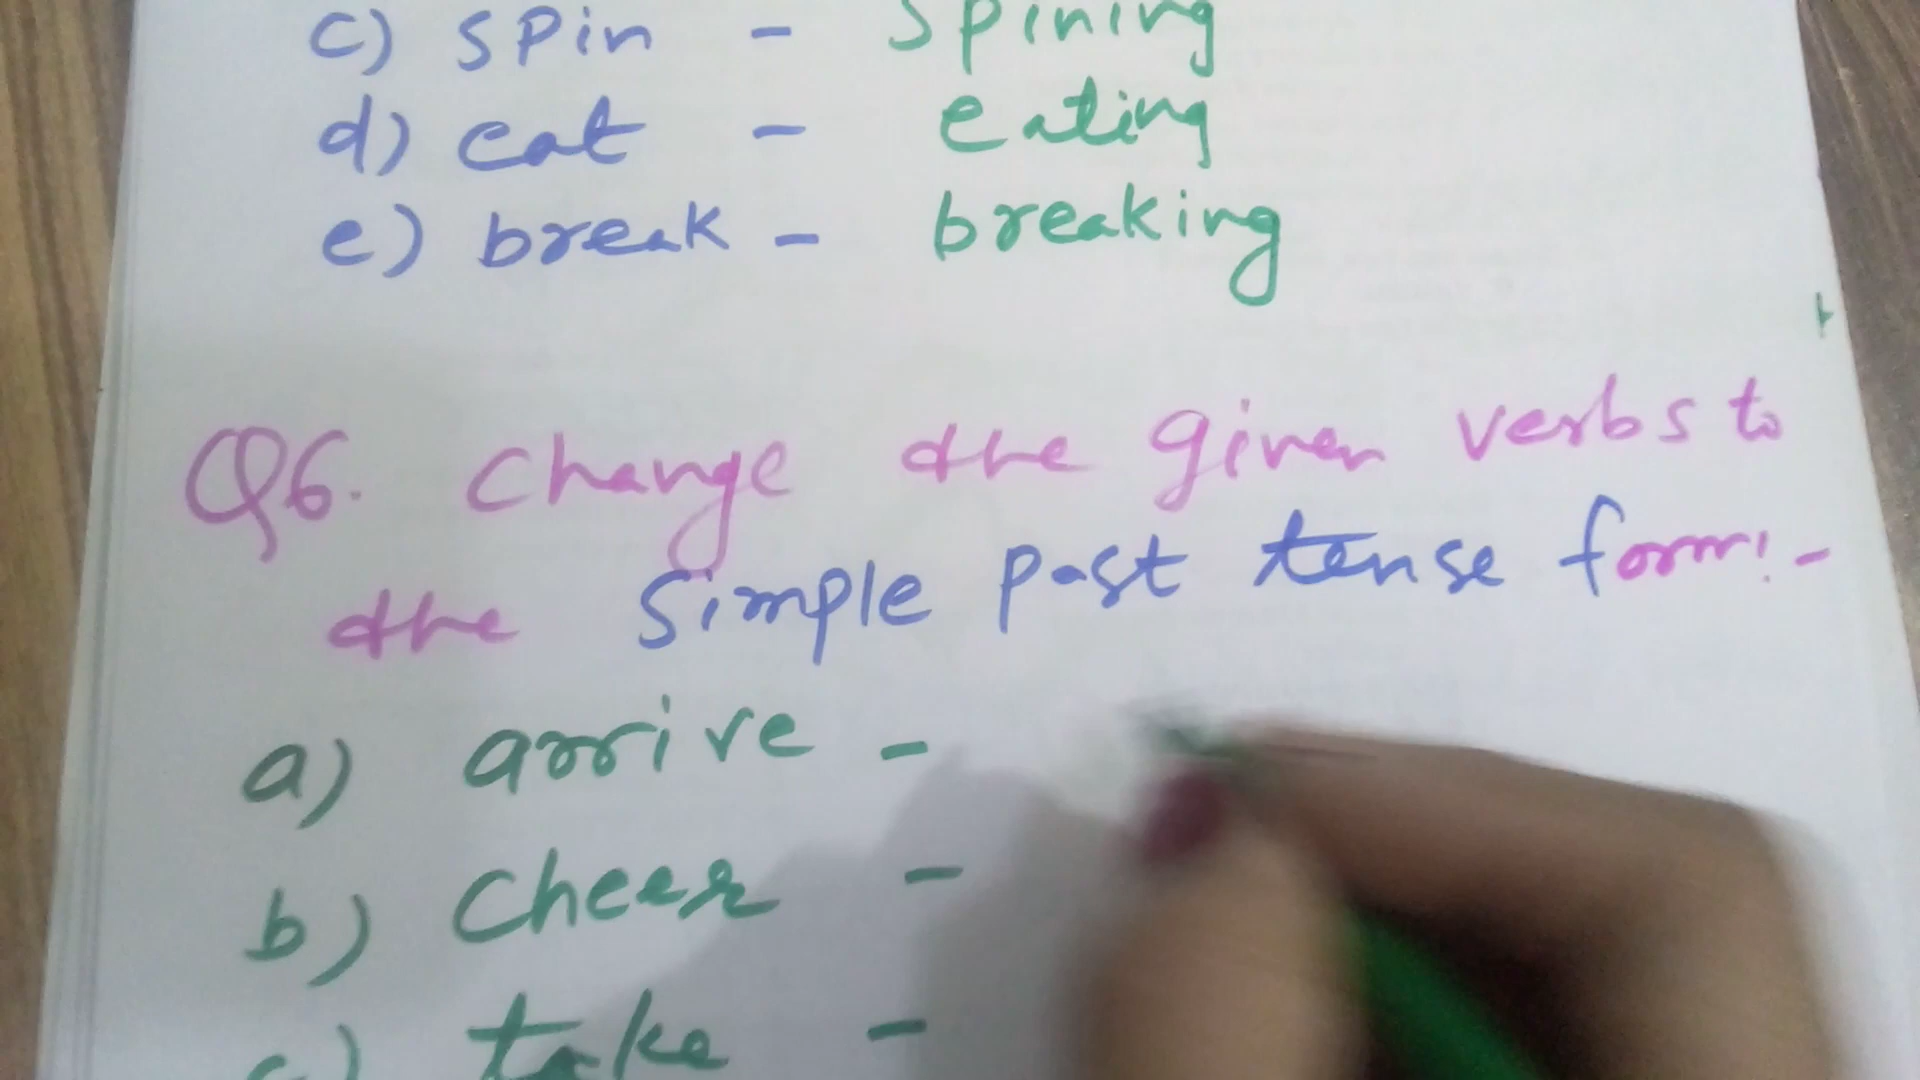 c) spin - spining
d) eat - eating
e) break - breaking
Q6. Change the given verbs to
the Simple past tense form:-
a) arrive -
b) Cheer -
c) take -